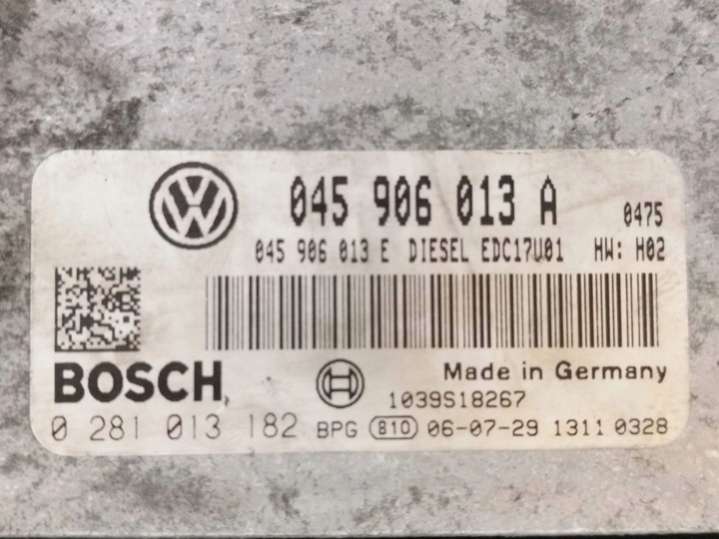 045 906 013 A 0475
045 906 013 E DIESEL EDC17U01 HW: H02
BOSCH
Made in Germany
1039S18267
0 281 013 182 BPG 810 06-07-29 1311 0328